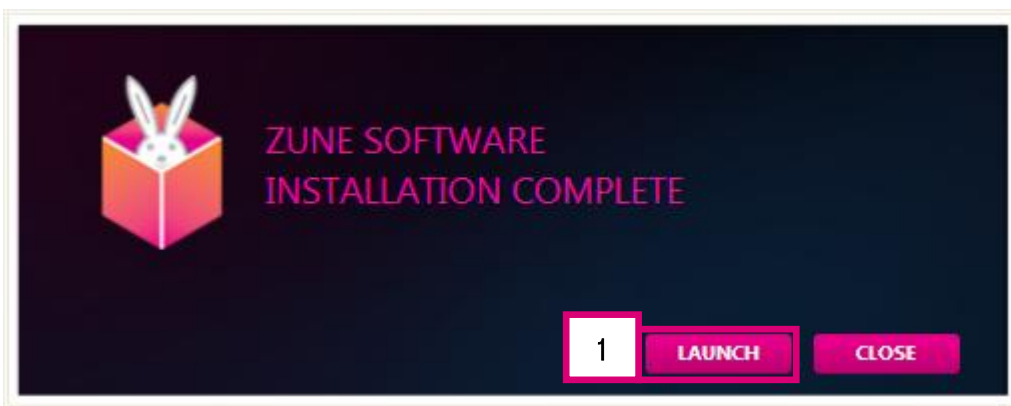 ZUNE SOFTWARE
INSTALLATION COMPLETE
1 LAUNCH CLOSE